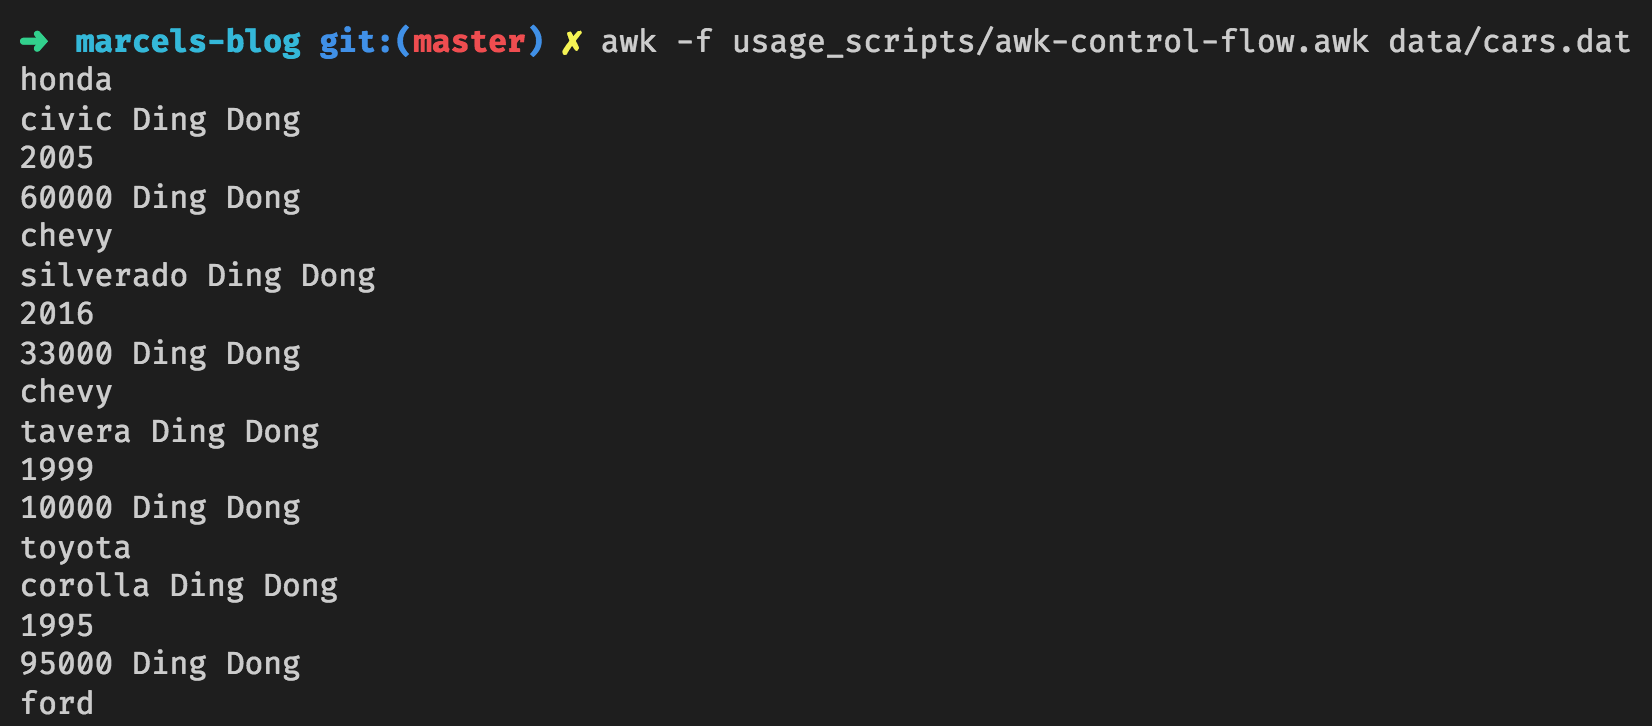 ➜ marcels-blog git:(master) ✗ awk -f usage_scripts/awk-control-flow.awk data/cars.dat
honda
civic Ding Dong
2005
60000 Ding Dong
chevy
silverado Ding Dong
2016
33000 Ding Dong
chevy
tavera Ding Dong
1999
10000 Ding Dong
toyota
corolla Ding Dong
1995
95000 Ding Dong
ford